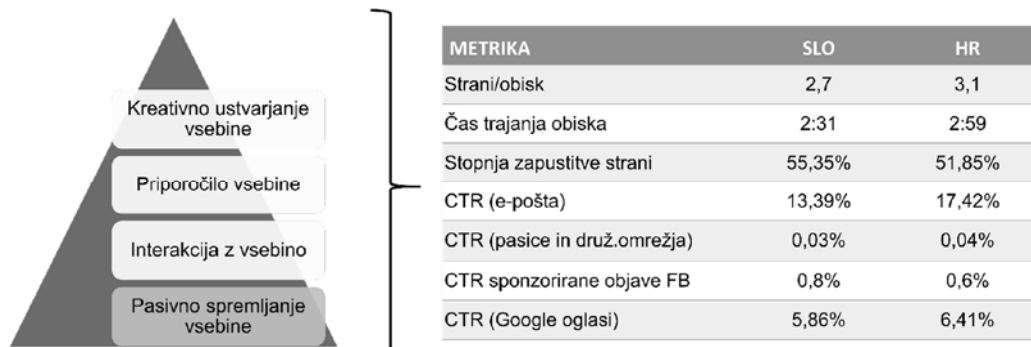 Kreativno ustvarjanje
vsebine
Priporočilo vsebine
Interakcija z vsebino
Pasivno spremljanje
vsebine
METRIKA SLO HR
Strani/obisk 2,7 3,1
Čas trajanja obiska 2:31 2:59
Stopnja zapustitve strani 55,35% 51,85%
CTR (e-pošta) 13,39% 17,42%
CTR (pasice in druž.omrežja) 0,03% 0,04%
CTR sponzorirane objave FB 0,8% 0,6%
CTR (Google oglasi) 5,86% 6,41%